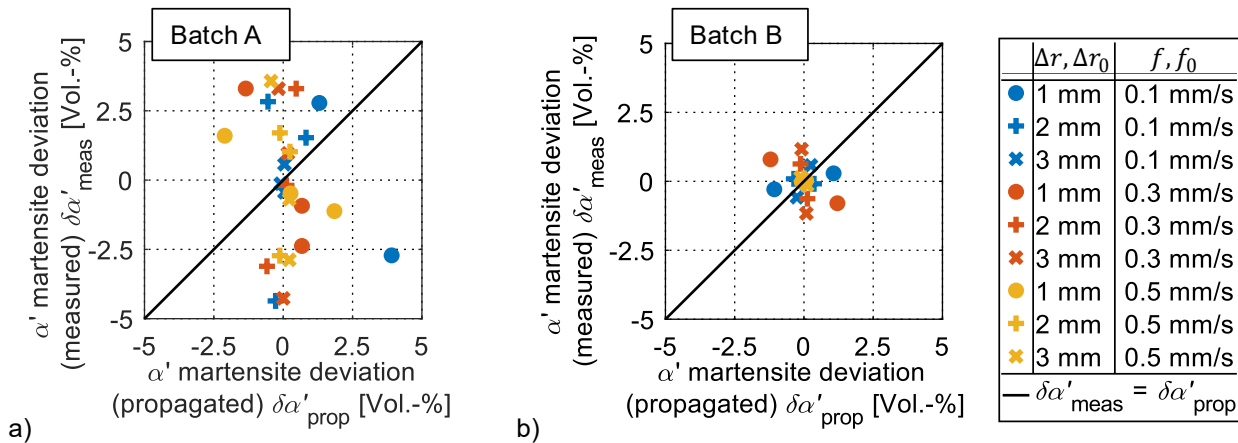 Batch A
5
2.5
0
-2.5
-5
-5 -2.5 0 2.5 5
α' martensite deviation
(measured) δα'meas [Vol.-%]
α' martensite deviation
(propagated) δα'prop [Vol.-%]
a)
Batch B
5
2.5
0
-2.5
-5
-5 -2.5 0 2.5 5
α' martensite deviation
(measured) δα'meas [Vol.-%]
α' martensite deviation
(propagated) δα'prop [Vol.-%]
b)
Δr, Δr0 f, f0
1 mm 0.1 mm/s
2 mm 0.1 mm/s
3 mm 0.1 mm/s
1 mm 0.3 mm/s
2 mm 0.3 mm/s
3 mm 0.3 mm/s
1 mm 0.5 mm/s
2 mm 0.5 mm/s
3 mm 0.5 mm/s
δα'meas = δα'prop